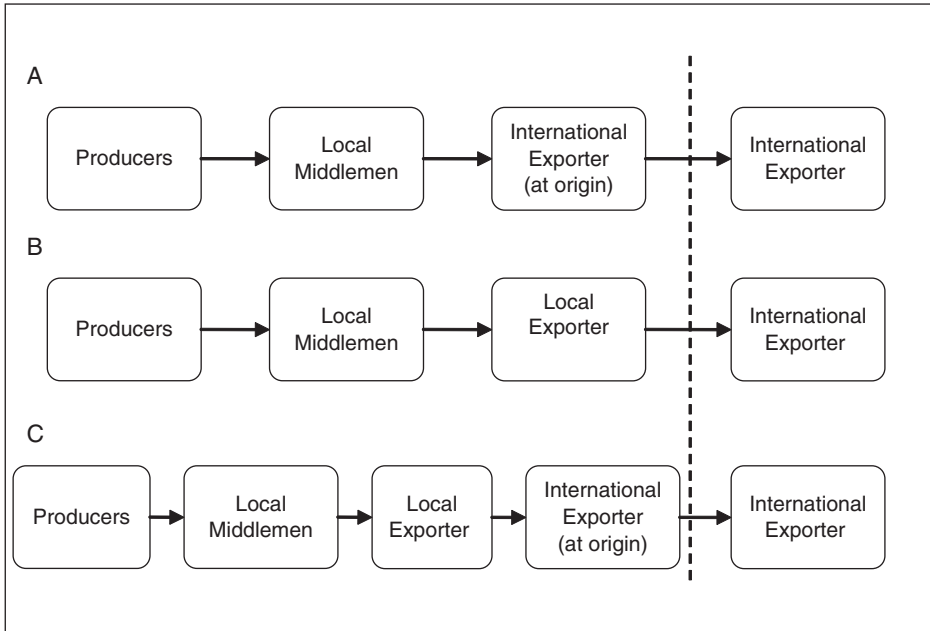 A
Producers
Local
Middlemen
International
Exporter
(at origin)
International
Exporter
B
Producers
Local
Middlemen
Local
Exporter
International
Exporter
C
Producers
Local
Middlemen
Local
Exporter
International
Exporter
(at origin)
International
Exporter